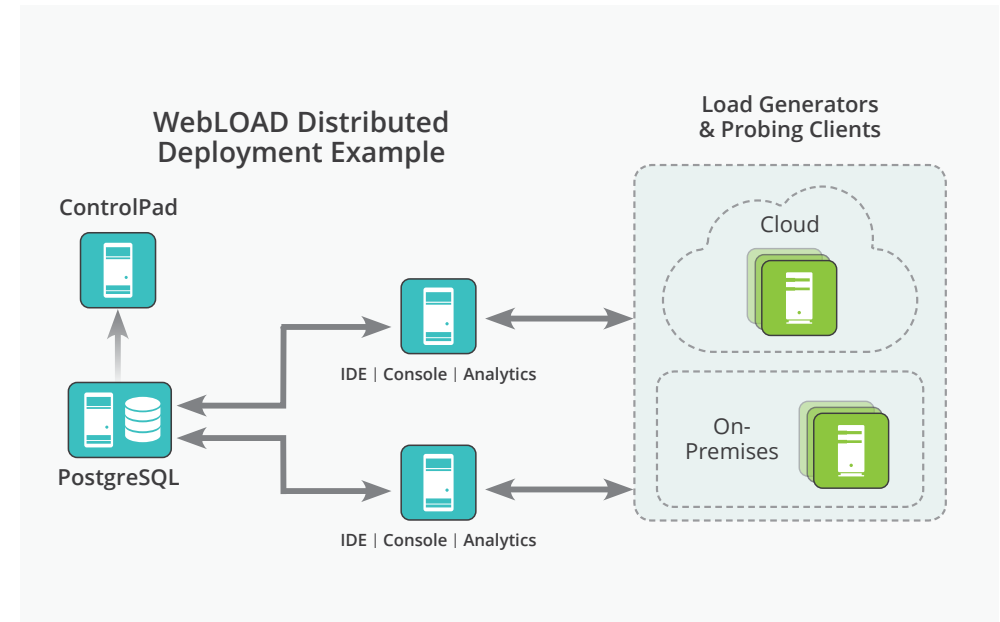 WebLOAD Distributed
Deployment Example
Load Generators
& Probing Clients
ControlPad
Cloud
IDE | Console | Analytics
PostgreSQL
On-
Premises
IDE | Console | Analytics